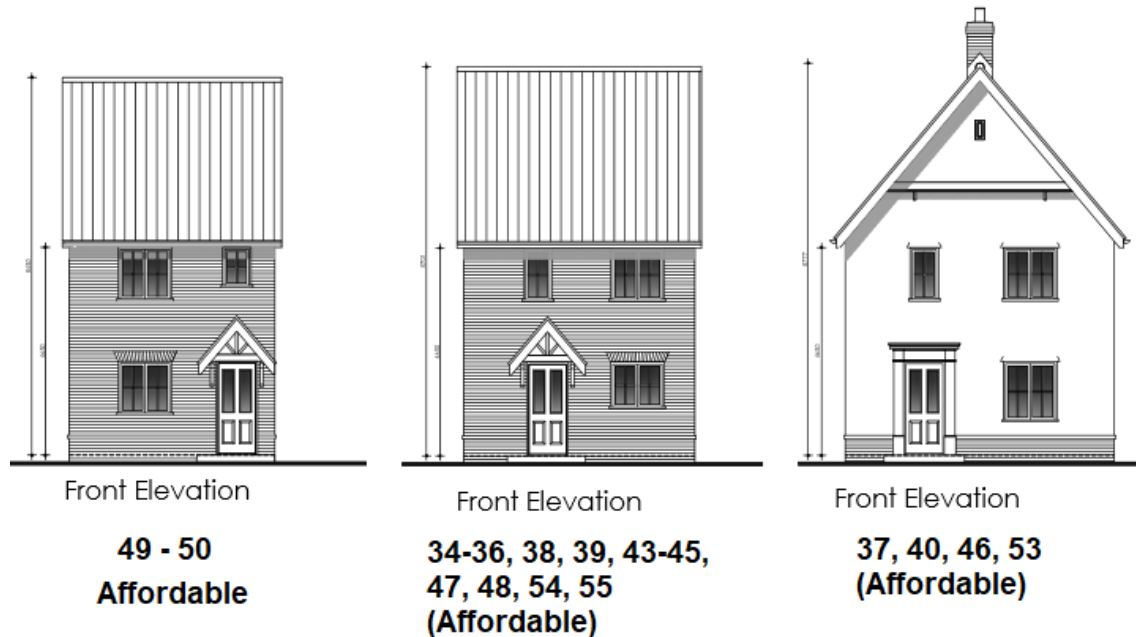 Front Elevation
49 - 50
Affordable
Front Elevation
34-36, 38, 39, 43-45,
47, 48, 54, 55
(Affordable)
Front Elevation
37, 40, 46, 53
(Affordable)